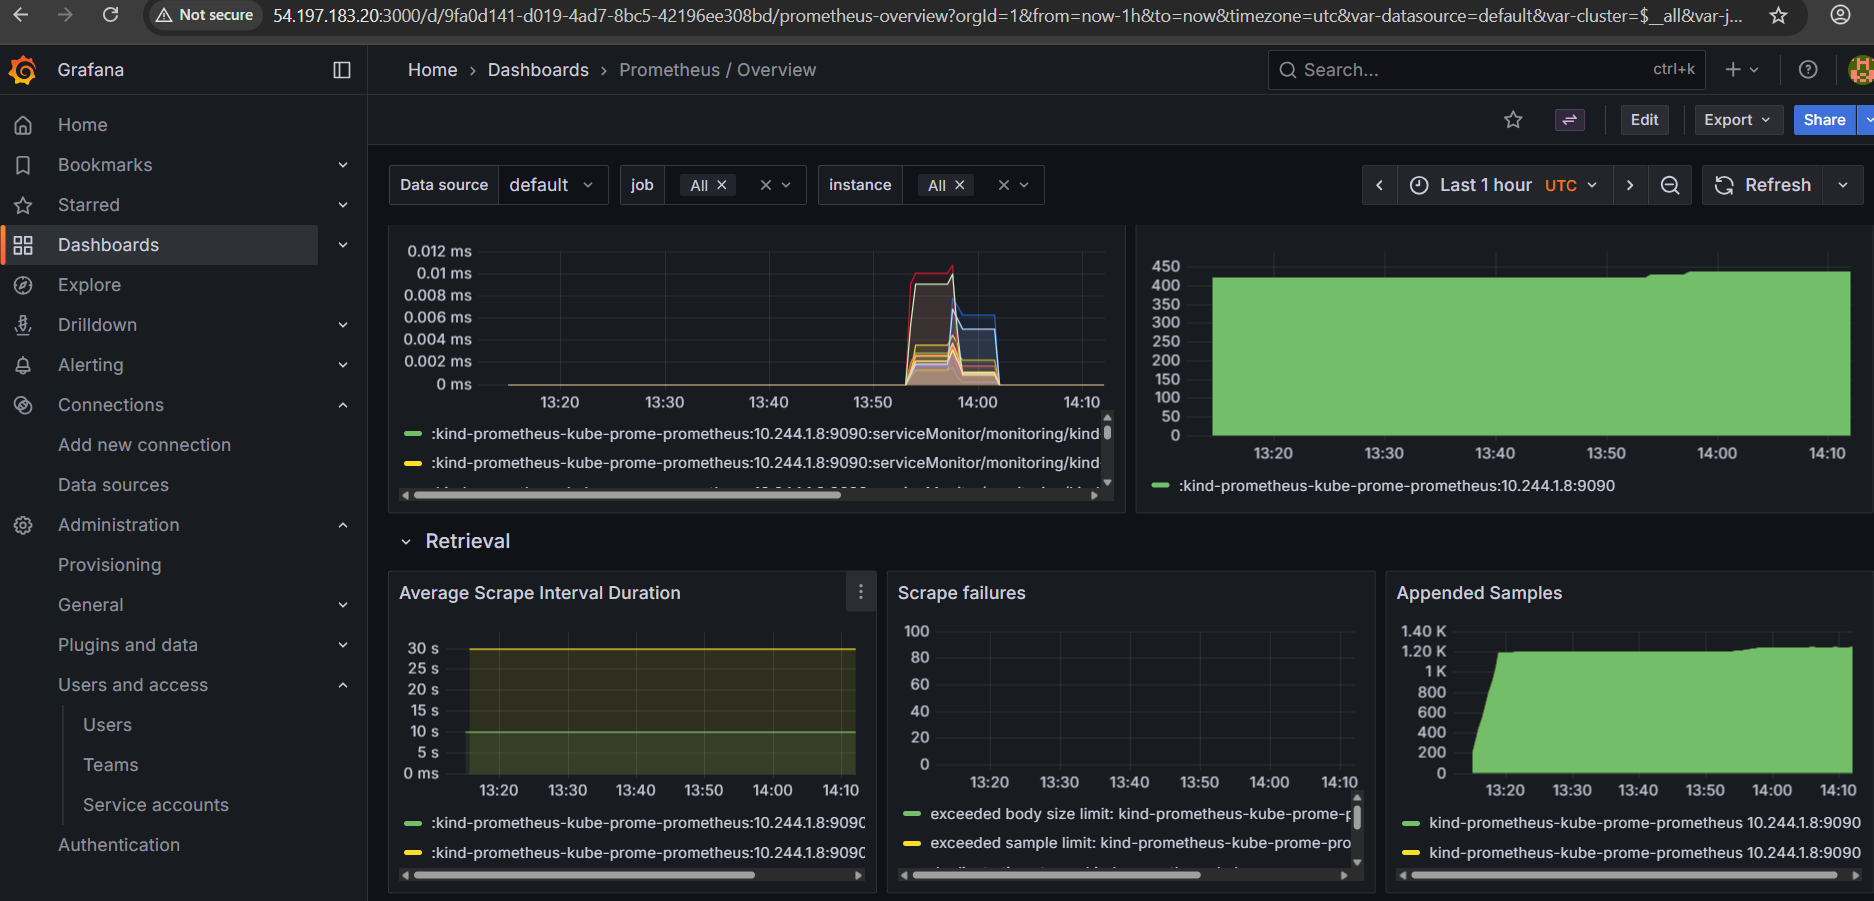 Not secure
54.197.183.20:3000/d/9fa0d141-d019-4ad7-8bc5-42196ee308bd/prometheus-overview?orgId=1&from=now-1h&to=now&timezone=utc&var-datasource=default&var-cluster=$__all&var-j...
Grafana
Home › Dashboards › Prometheus / Overview
Search...
ctrl+k
Edit
Export
Share
Home
Bookmarks
Starred
Dashboards
Explore
Drilldown
Alerting
Connections
Add new connection
Data sources
Administration
Provisioning
General
Plugins and data
Users and access
Users
Teams
Service accounts
Authentication
Data source default
job All
instance All
Last 1 hour UTC
Refresh
0.012 ms
0.01 ms
0.008 ms
0.006 ms
0.004 ms
0.002 ms
0 ms
13:20 13:30 13:40 13:50 14:00 14:10
:kind-prometheus-kube-prome-prometheus:10.244.1.8:9090:serviceMonitor/monitoring/kind-
:kind-prometheus-kube-prome-prometheus:10.244.1.8:9090:serviceMonitor/monitoring/kind-
450
400
350
300
250
200
150
100
50
0
13:20 13:30 13:40 13:50 14:00 14:10
:kind-prometheus-kube-prome-prometheus:10.244.1.8:9090
Retrieval
Average Scrape Interval Duration
30 s
25 s
20 s
15 s
10 s
5 s
0 ms
13:20 13:30 13:40 13:50 14:00 14:10
:kind-prometheus-kube-prome-prometheus:10.244.1.8:9090
:kind-prometheus-kube-prome-prometheus:10.244.1.8:9090
Scrape failures
100
80
60
40
20
0
13:20 13:30 13:40 13:50 14:00 14:10
exceeded body size limit: kind-prometheus-kube-prome-p
exceeded sample limit: kind-prometheus-kube-prome-pro
Appended Samples
1.40 K
1.20 K
1 K
800
600
400
200
0
13:20 13:30 13:40 13:50 14:00 14:10
kind-prometheus-kube-prome-prometheus 10.244.1.8:9090
kind-prometheus-kube-prome-prometheus 10.244.1.8:9090